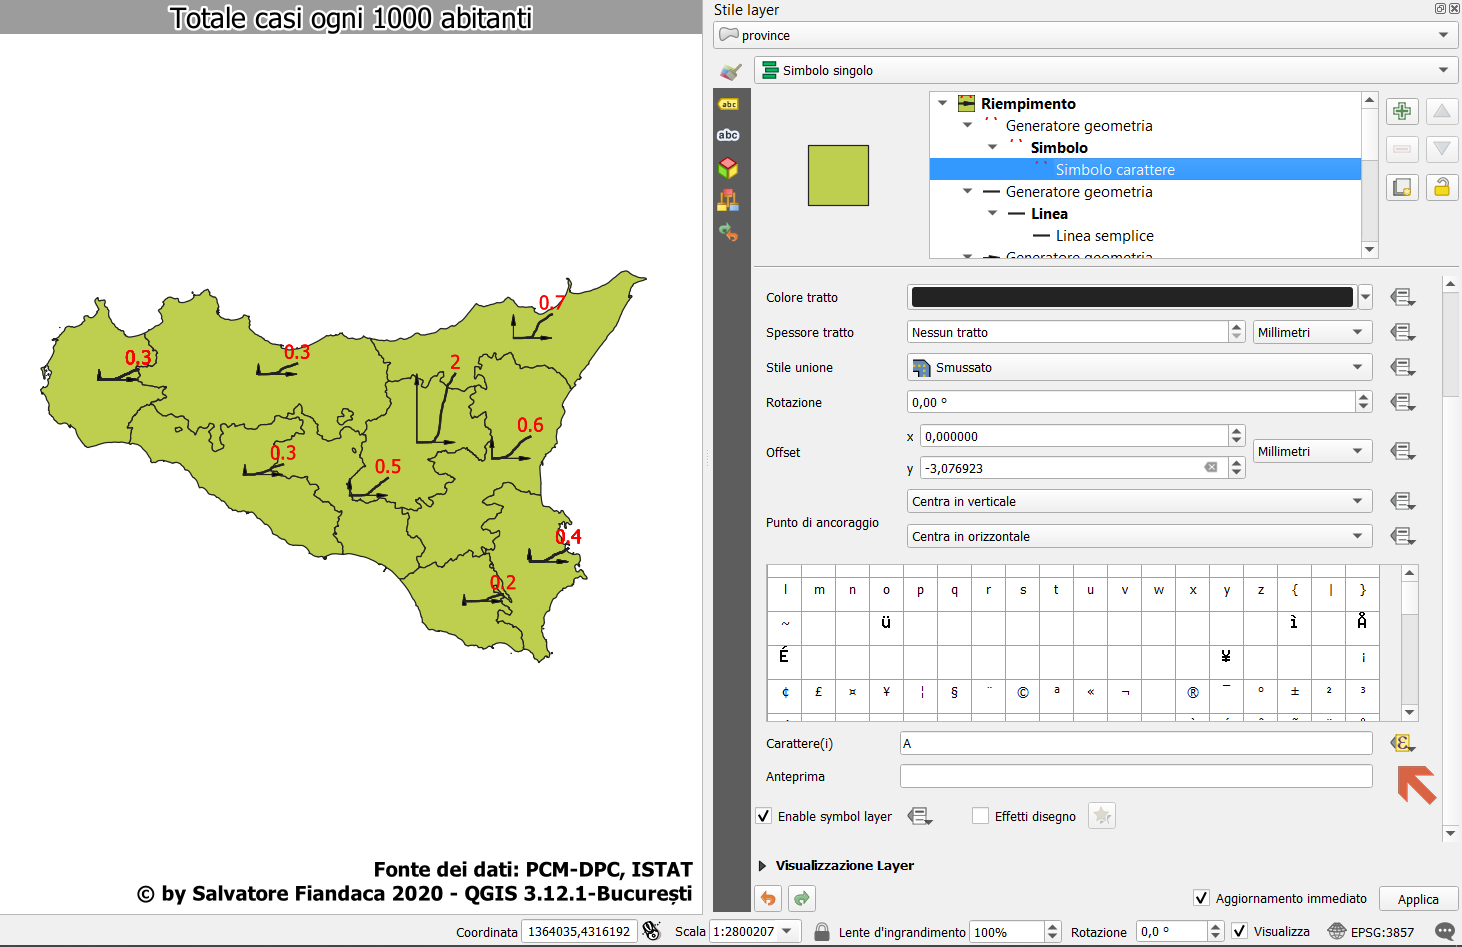 Totale casi ogni 1000 abitanti
0.7
0.3
0.3
2
0.6
0.3
0.5
0.4
0.2
Fonte dei dati: PCM-DPC, ISTAT
© by Salvatore Fiandaca 2020 - QGIS 3.12.1-București
Stile layer
province
Simbolo singolo
abc
abc
Riempimento
Generatore geometria
Simbolo
Simbolo carattere
Generatore geometria
Linea
Linea semplice
Generatore geometria
Colore tratto
Spessore tratto Nessun tratto Millimetri
Stile unione Smussato
Rotazione 0,00 °
Offset x 0,000000 Millimetri
y -3,076923
Punto di ancoraggio Centra in verticale
Centra in orizzontale
l m n o p q r s t u v w x y z { | }
~ ü ì Å
É ¥ ¡
¢ £ ¤ ¥ ¦ § ¨ © ª « ¬ ® ¯ ° ± ² ³
Carattere(i) A
Anteprima
Enable symbol layer Effetti disegno
Visualizzazione Layer
Aggiornamento immediato Applica
Coordinata 1364035,4316192 Scala 1:2800207 Lente d'ingrandimento 100% Rotazione 0,0 ° Visualizza EPSG:3857